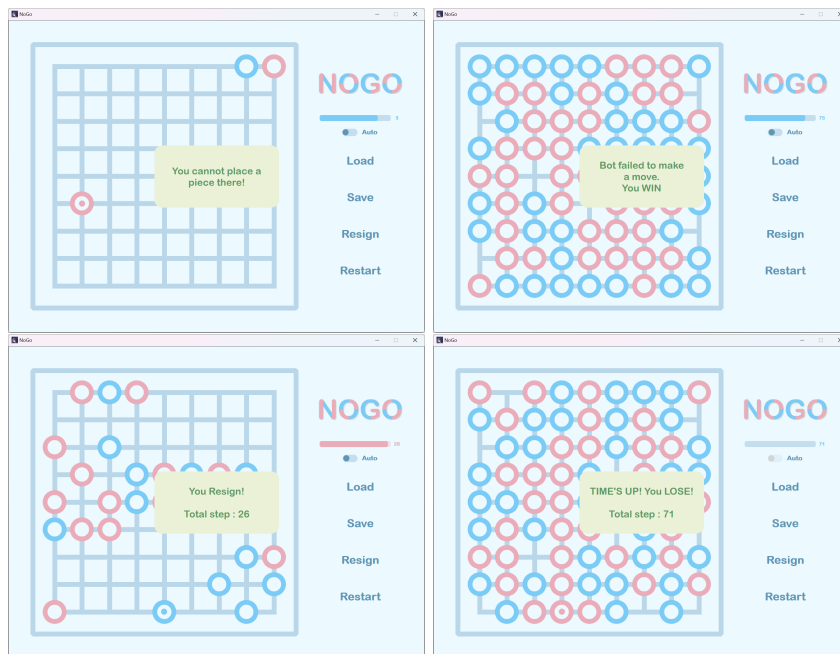 NoGo
NOGO
Auto
You cannot place a
piece there!
Load
Save
Resign
Restart
NoGo
NOGO
Auto
Bot failed to make
a move.
You WIN
Load
Save
Resign
Restart
NoGo
NOGO
Auto
You Resign!
Total step : 26
Load
Save
Resign
Restart
NoGo
NOGO
71
Auto
TIME'S UP! You LOSE!
Total step : 71
Load
Save
Resign
Restart